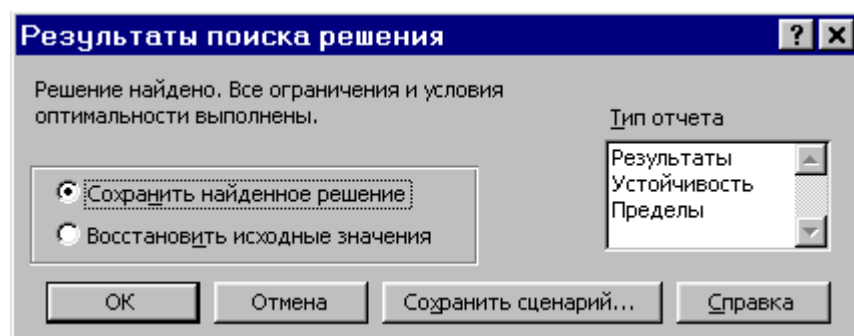 Результаты поиска решения
Решение найдено. Все ограничения и условия
оптимальности выполнены.
Тип отчета
Результаты
Устойчивость
Пределы
Сохранить найденное решение
Восстановить исходные значения
ОК
Отмена
Сохранить сценарий...
Справка